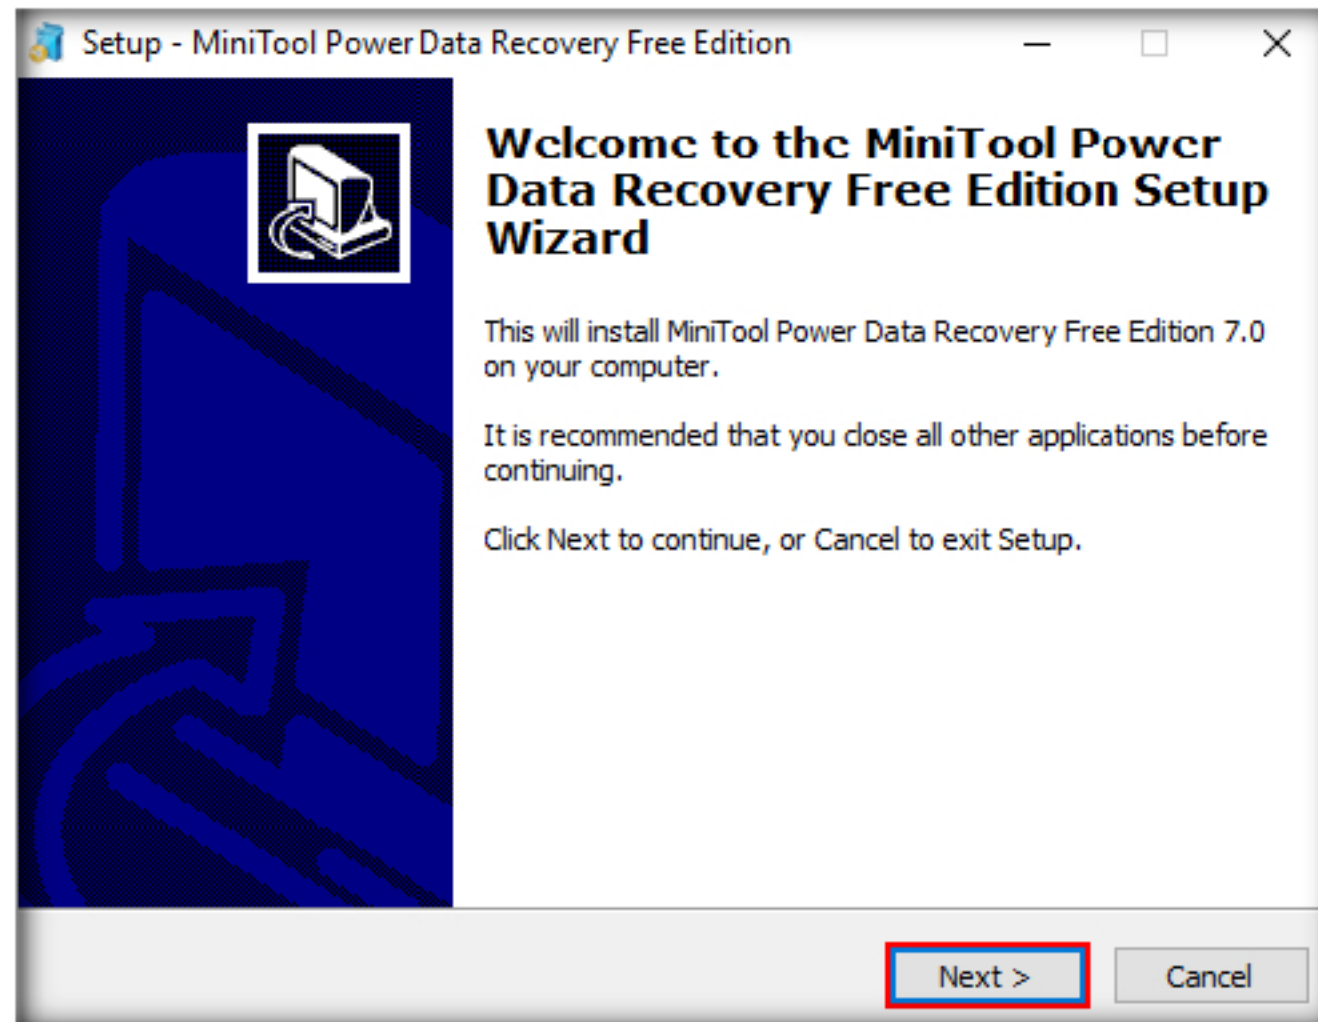 Setup - MiniTool Power Data Recovery Free Edition
Welcome to the MiniTool Power
Data Recovery Free Edition Setup
Wizard
This will install MiniTool Power Data Recovery Free Edition 7.0
on your computer.
It is recommended that you close all other applications before
continuing.
Click Next to continue, or Cancel to exit Setup.
Next >
Cancel